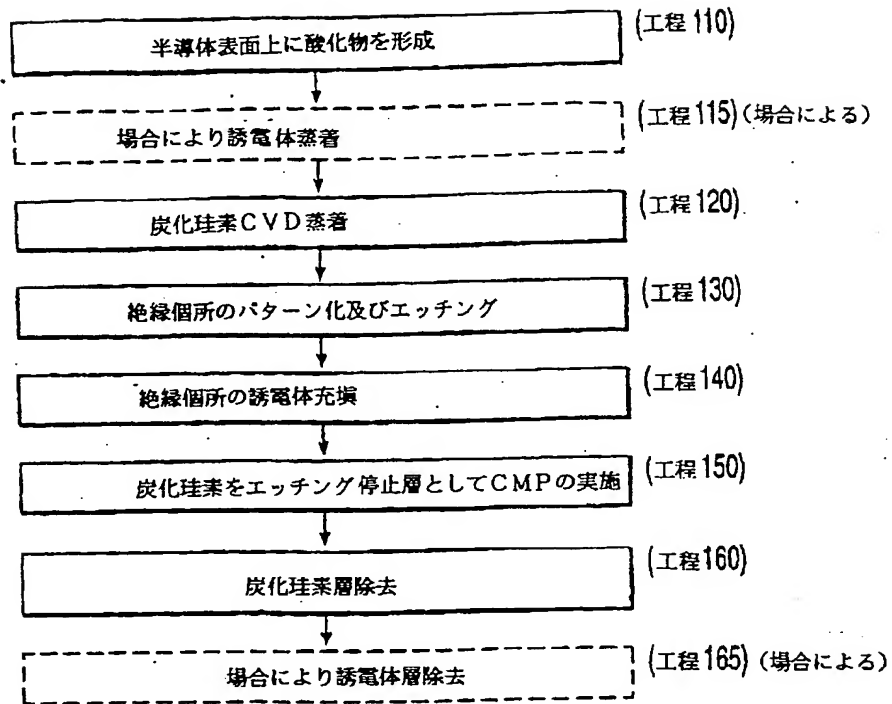 半導体表面上に酸化物を形成 (工程 110)
場合により誘電体蒸着 (工程 115) (場合による)
炭化珪素CVD蒸着 (工程 120)
絶縁個所のパターン化及びエッチング (工程 130)
絶縁個所の誘電体充塡 (工程 140)
炭化珪素をエッチング停止層としてCMPの実施 (工程 150)
炭化珪素層除去 (工程 160)
場合により誘電体層除去 (工程 165) (場合による)